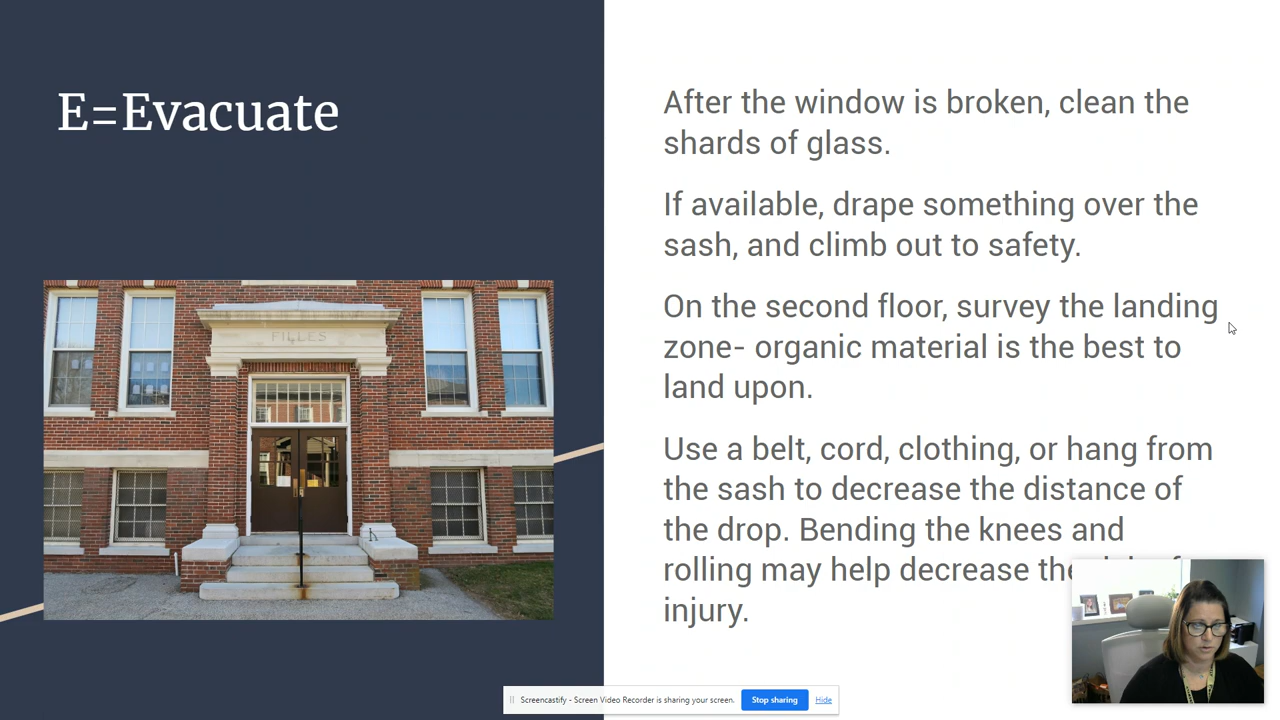 E=Evacuate
FILLES
After the window is broken, clean the
shards of glass.
If available, drape something over the
sash, and climb out to safety.
On the second floor, survey the landing
zone- organic material is the best to
land upon.
Use a belt, cord, clothing, or hang from
the sash to decrease the distance of
the drop. Bending the knees and
rolling may help decrease the
injury.
Screencastify - Screen Video Recorder is sharing your screen.
Stop sharing
Hide